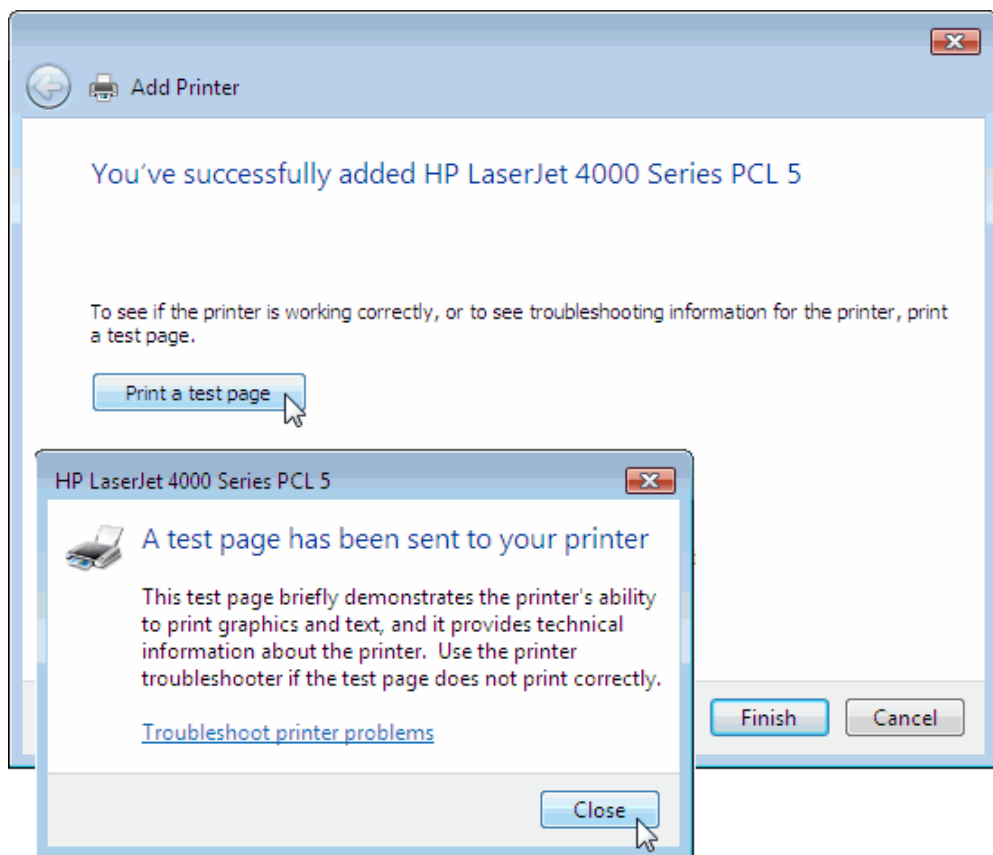 Add Printer
You've successfully added HP LaserJet 4000 Series PCL 5
To see if the printer is working correctly, or to see troubleshooting information for the printer, print
a test page.
Print a test page
HP LaserJet 4000 Series PCL 5
A test page has been sent to your printer
This test page briefly demonstrates the printer's ability
to print graphics and text, and it provides technical
information about the printer.  Use the printer
troubleshooter if the test page does not print correctly.
Troubleshoot printer problems
Close
Finish
Cancel